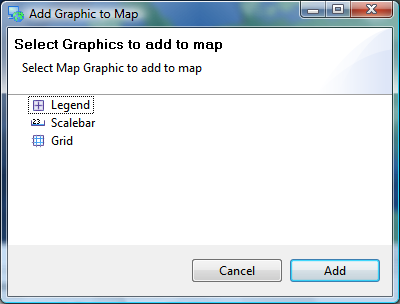 Add Graphic to Map
Select Graphics to add to map
Select Map Graphic to add to map
Legend
Scalebar
Grid
Cancel
Add